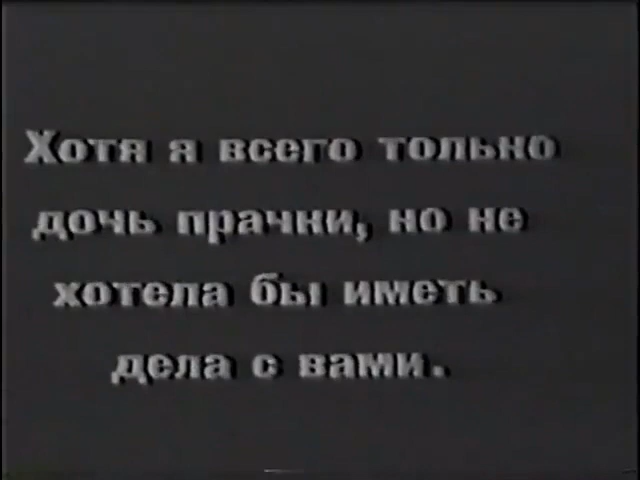 Хотя я всего только
дочь прачки, но не
хотела бы иметь
дела с вами.